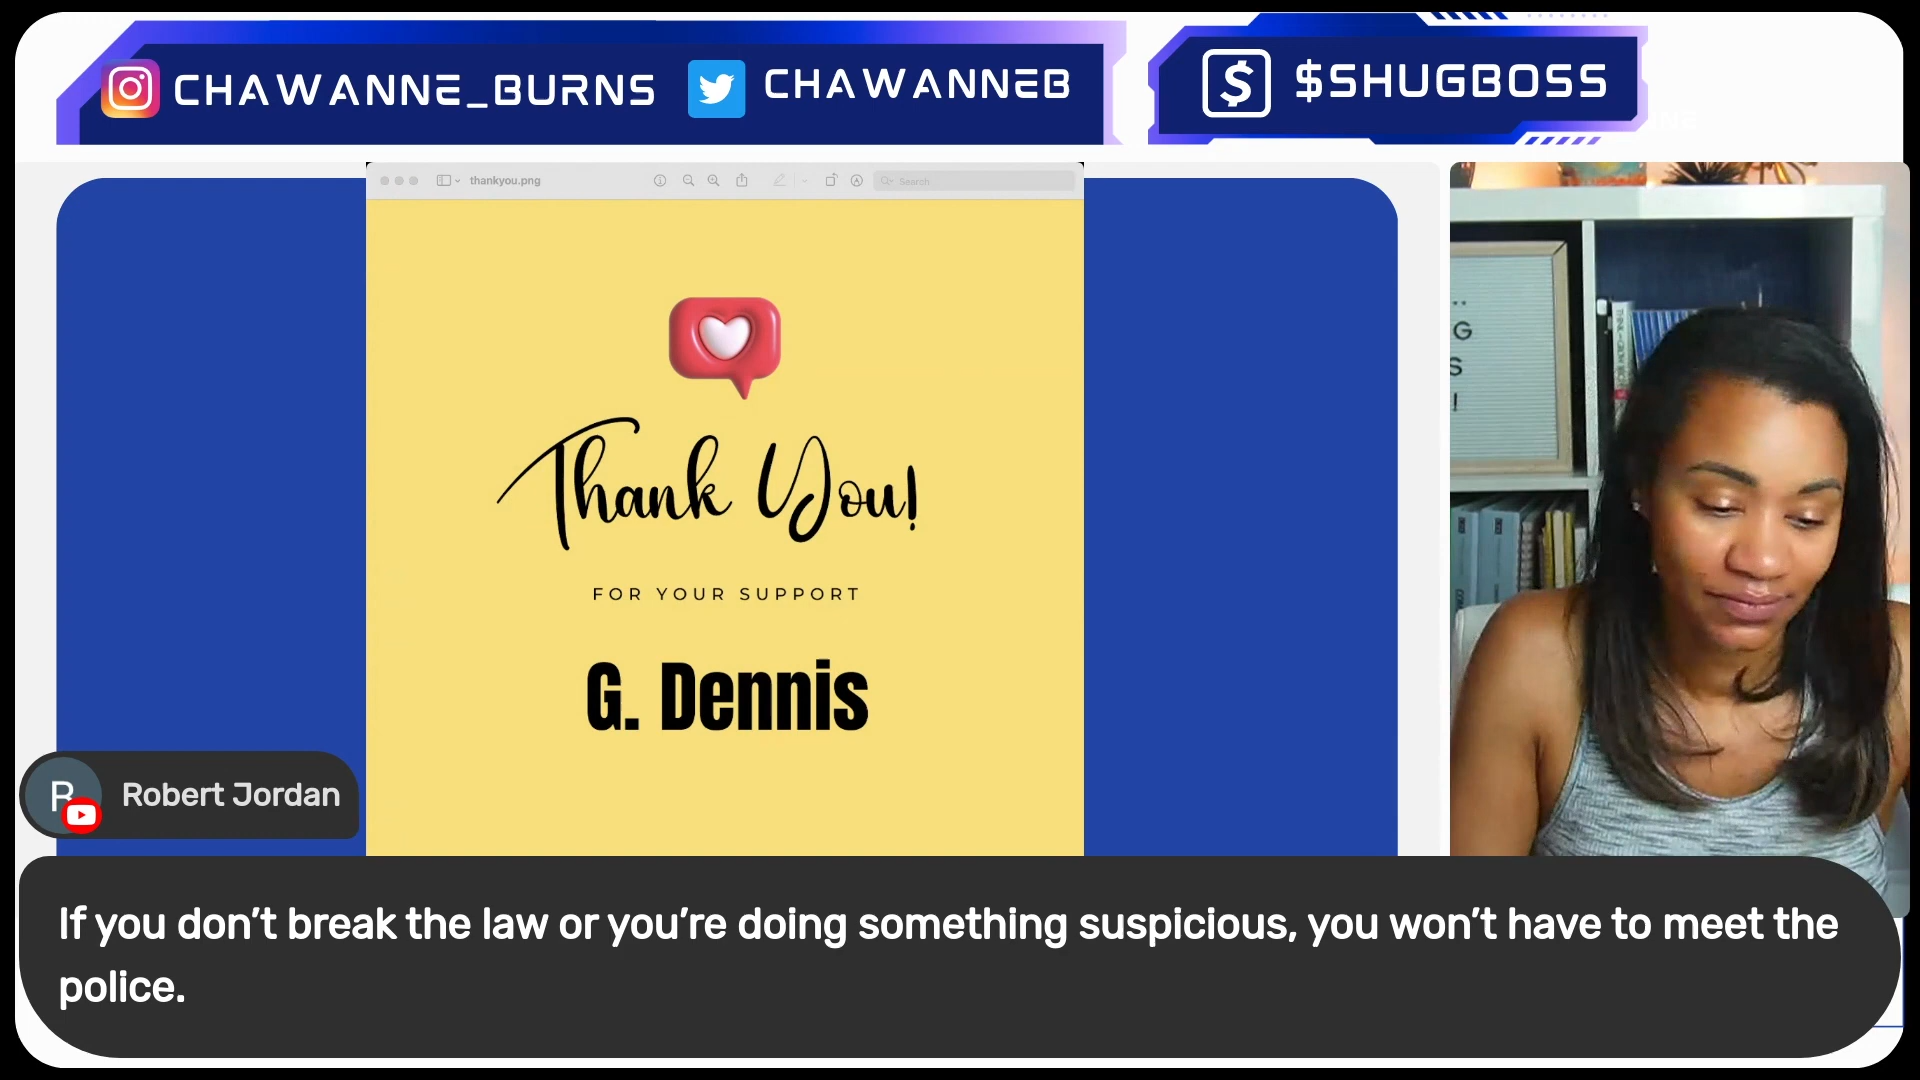 CHAWANNE_BURNS
CHAWANNEB
$SHUGBOSS
thankyou.png
Search
Thank You!
FOR YOUR SUPPORT
G. Dennis
Robert Jordan
If you don't break the law or you're doing something suspicious, you won't have to meet the
police.